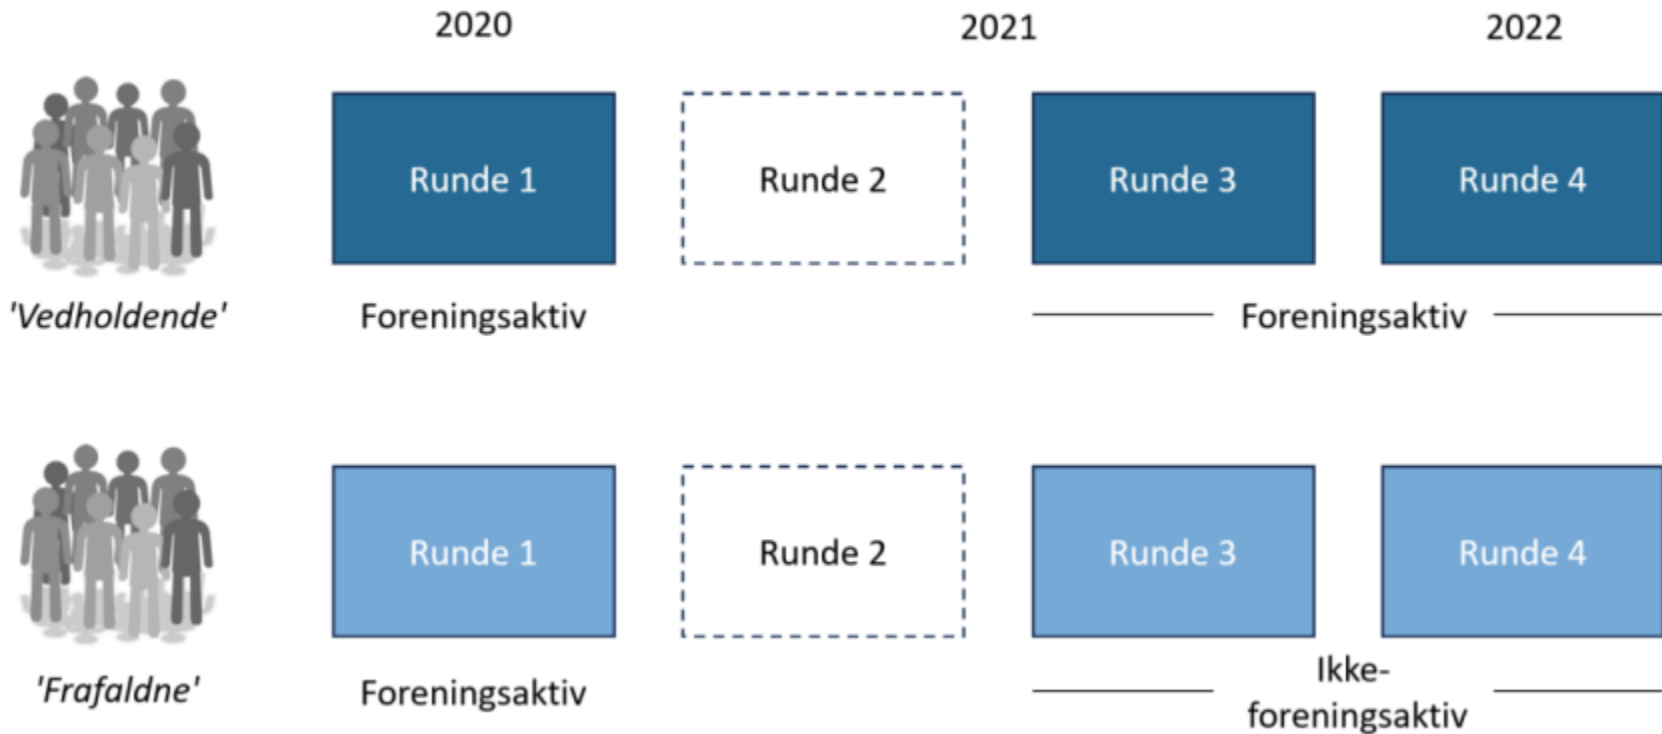 2020 2021 2022
Runde 1 Runde 2 Runde 3 Runde 4
'Vedholdende' Foreningsaktiv Foreningsaktiv
Runde 1 Runde 2 Runde 3 Runde 4
'Frafaldne' Foreningsaktiv Ikke-
foreningsaktiv